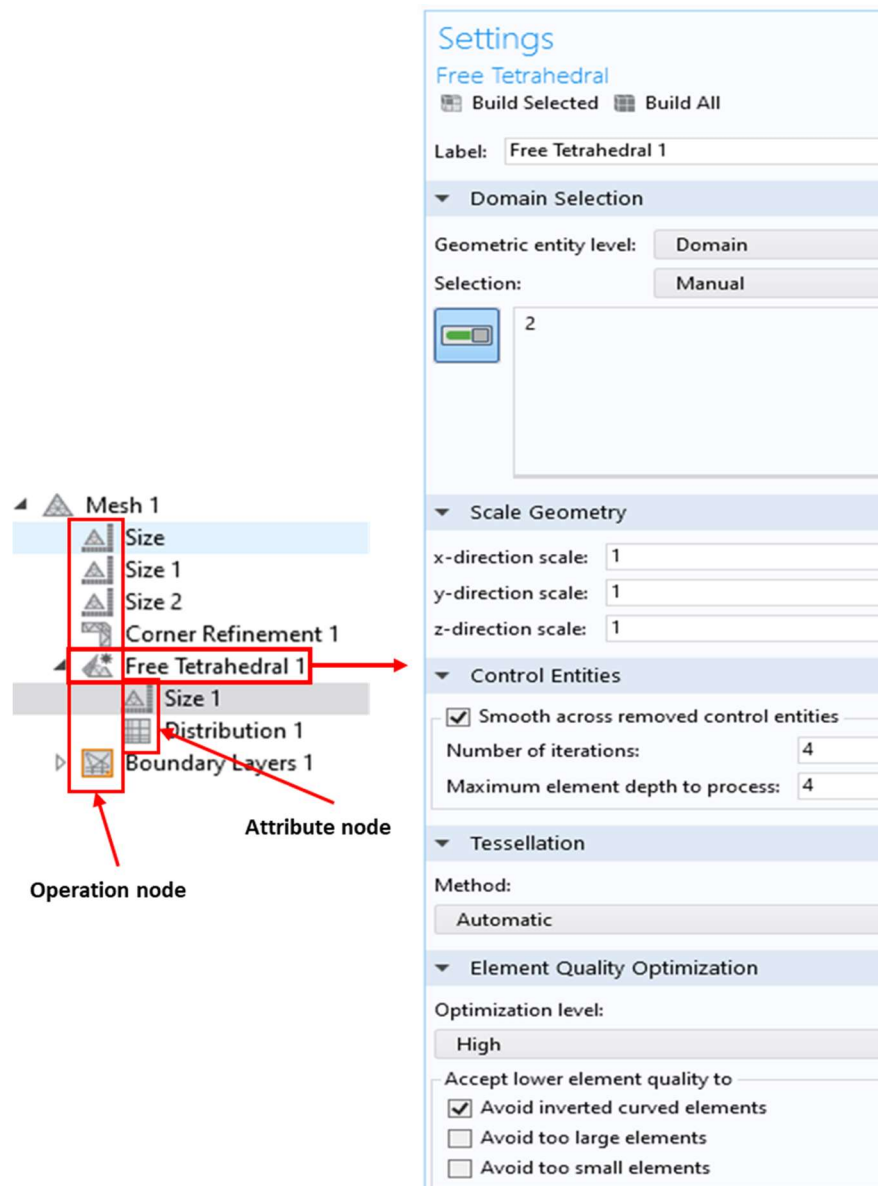 Mesh 1
Size
Size 1
Size 2
Corner Refinement 1
Free Tetrahedral 1
Size 1
Distribution 1
Boundary Layers 1
Attribute node
Operation node
Settings
Free Tetrahedral
Build Selected Build All
Label: Free Tetrahedral 1
Domain Selection
Geometric entity level: Domain
Selection: Manual
2
Scale Geometry
x-direction scale: 1
y-direction scale: 1
z-direction scale: 1
Control Entities
Smooth across removed control entities
Number of iterations: 4
Maximum element depth to process: 4
Tessellation
Method:
Automatic
Element Quality Optimization
Optimization level:
High
Accept lower element quality to
Avoid inverted curved elements
Avoid too large elements
Avoid too small elements